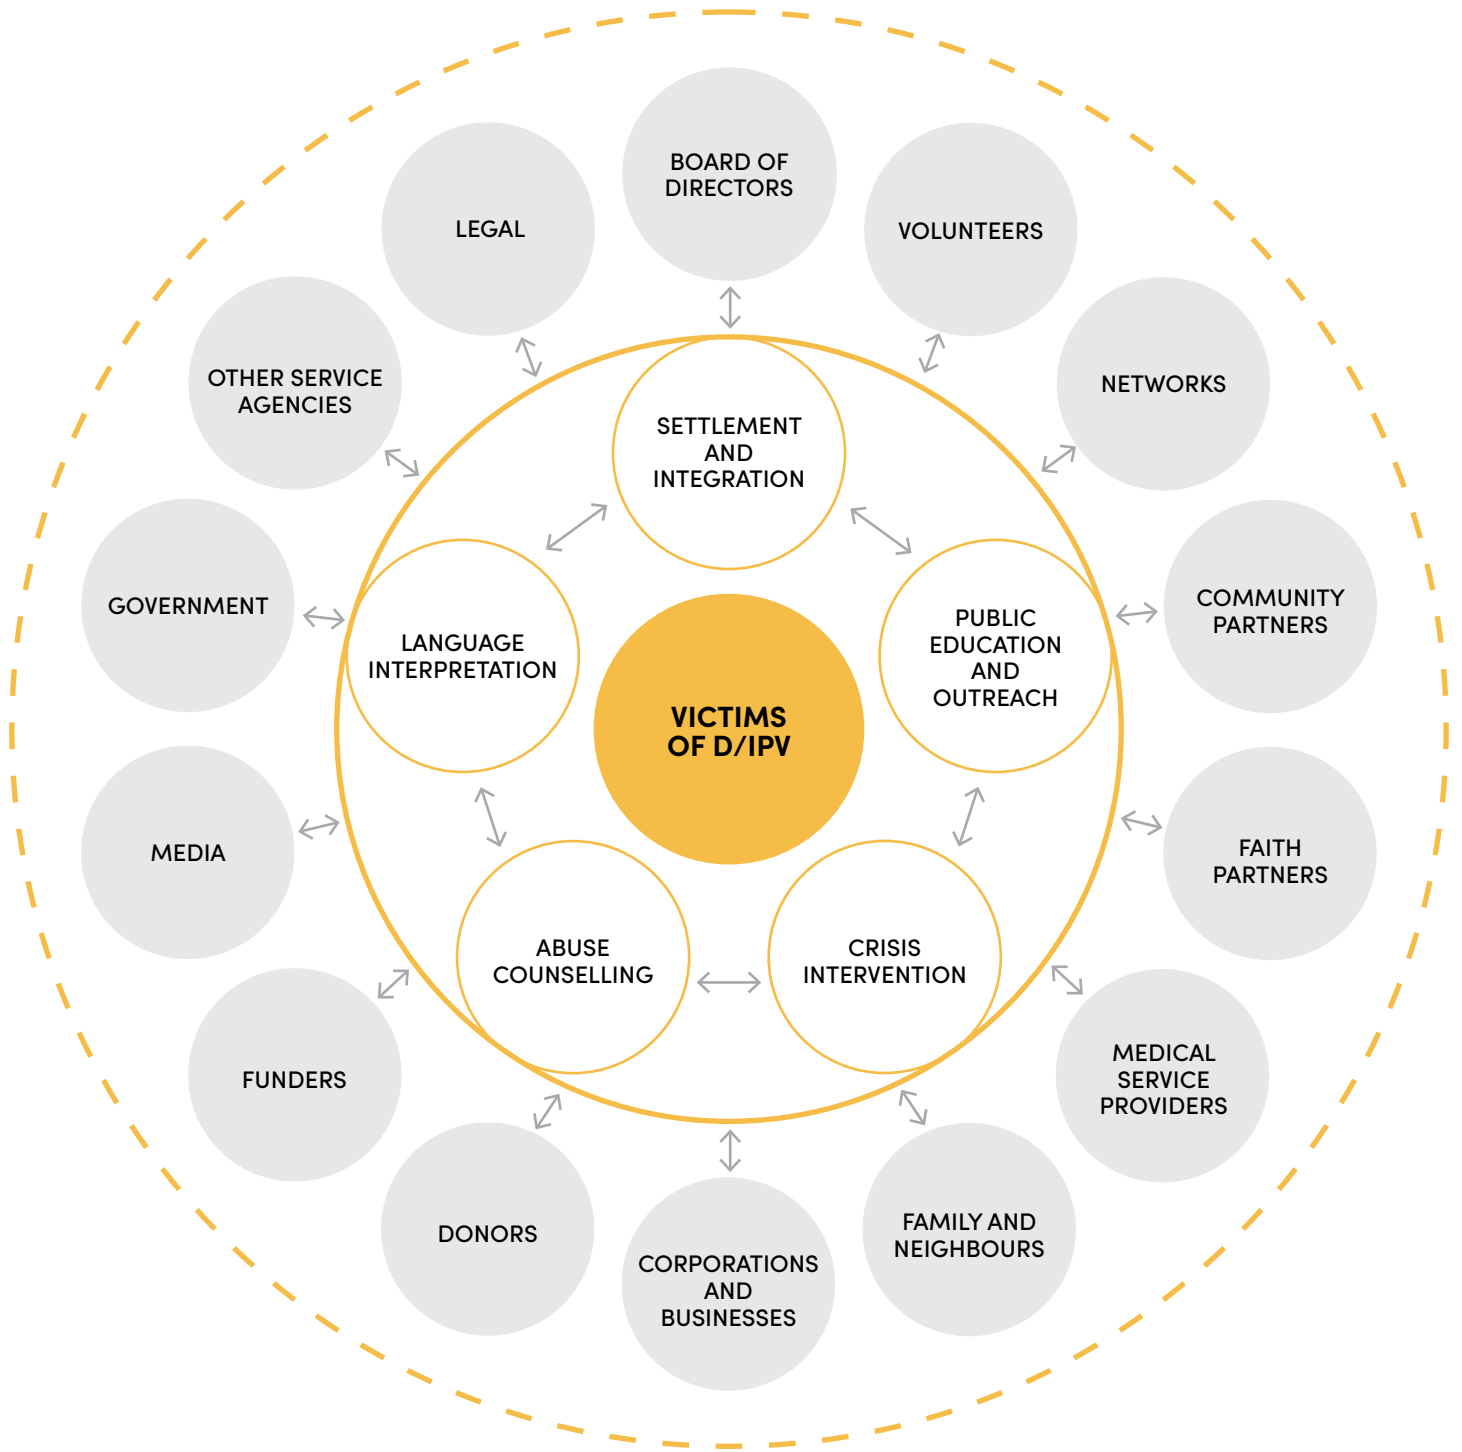 BOARD OF
DIRECTORS
VOLUNTEERS
NETWORKS
COMMUNITY
PARTNERS
FAITH
PARTNERS
MEDICAL
SERVICE
PROVIDERS
FAMILY AND
NEIGHBOURS
CORPORATIONS
AND
BUSINESSES
DONORS
FUNDERS
MEDIA
GOVERNMENT
OTHER SERVICE
AGENCIES
LEGAL
SETTLEMENT
AND
INTEGRATION
PUBLIC
EDUCATION
AND
OUTREACH
CRISIS
INTERVENTION
ABUSE
COUNSELLING
LANGUAGE
INTERPRETATION
VICTIMS
OF D/IPV